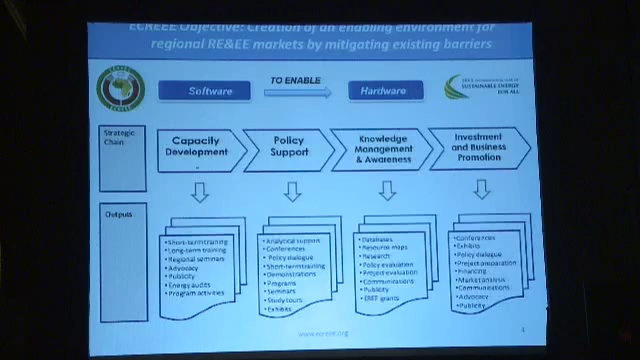 ECREEE Objective: Creation of an enabling environment for
regional RE&EE markets by mitigating existing barriers
ECREEE
Software
TO ENABLE
Hardware
SUSTAINABLE ENERGY
FOR ALL
Strategic
Chain
Capacity
Development
Policy
Support
Knowledge
Management
& Awareness
Investment
and Business
Promotion
Outputs
•Short-term training
•Long-term training
•Regional seminars
•Advocacy
•Publicity
•Energy audits
•Program activities
•Analytical support
•Conferences
•Policy dialogue
•Short-term training
•Demonstrations
•Programs
•Seminars
•Study tours
•Exhibits
•Databases
•Resource maps
•Research
•Policy evaluation
•Project evaluation
•Communications
•Publicity
•EREF grants
•Conferences
•Exhibits
•Policy dialogue
•Project preparation
•Financing
•Market analysis
•Communications
•Advocacy
•Publicity
www.ecreee.org
4